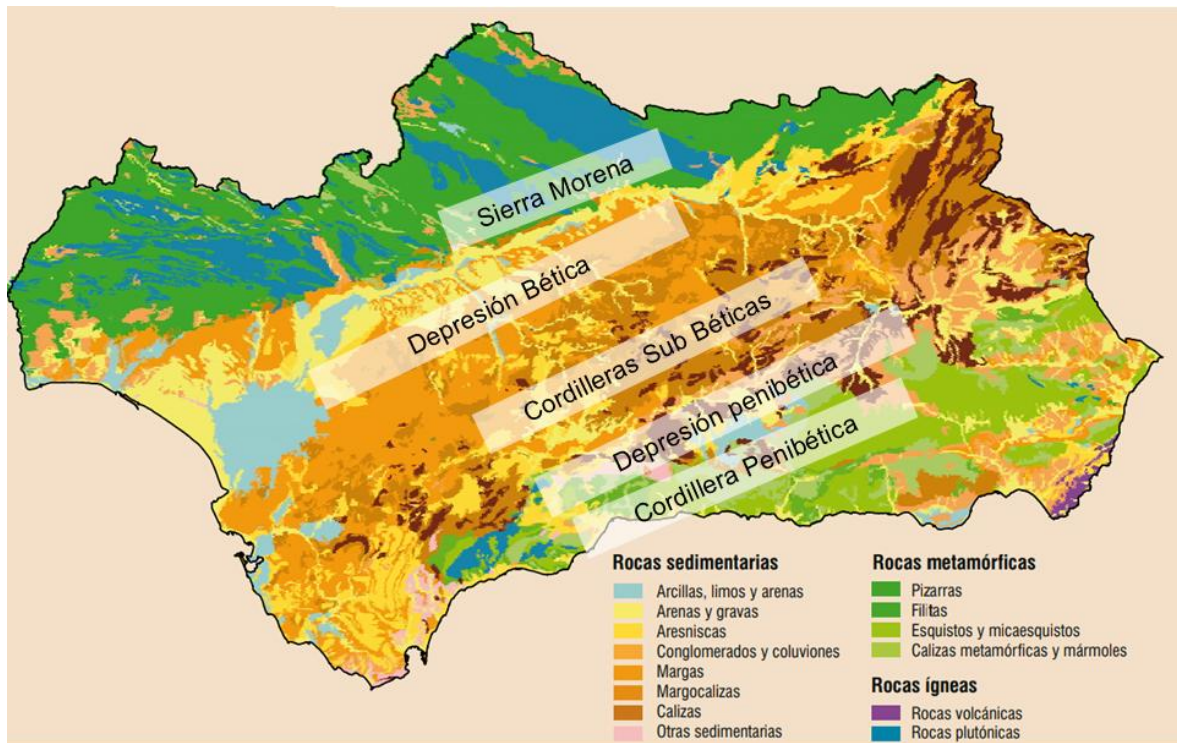 Sierra Morena
Depresión Bética
Cordilleras Sub Béticas
Depresión penibética
Cordillera Penibética
Rocas sedimentarias
Arcillas, limos y arenas
Arenas y gravas
Aresniscas
Conglomerados y coluviones
Margas
Margocalizas
Calizas
Otras sedimentarias
Rocas metamórficas
Pizarras
Filitas
Esquistos y micaesquistos
Calizas metamórficas y mármoles
Rocas ígneas
Rocas volcánicas
Rocas plutónicas